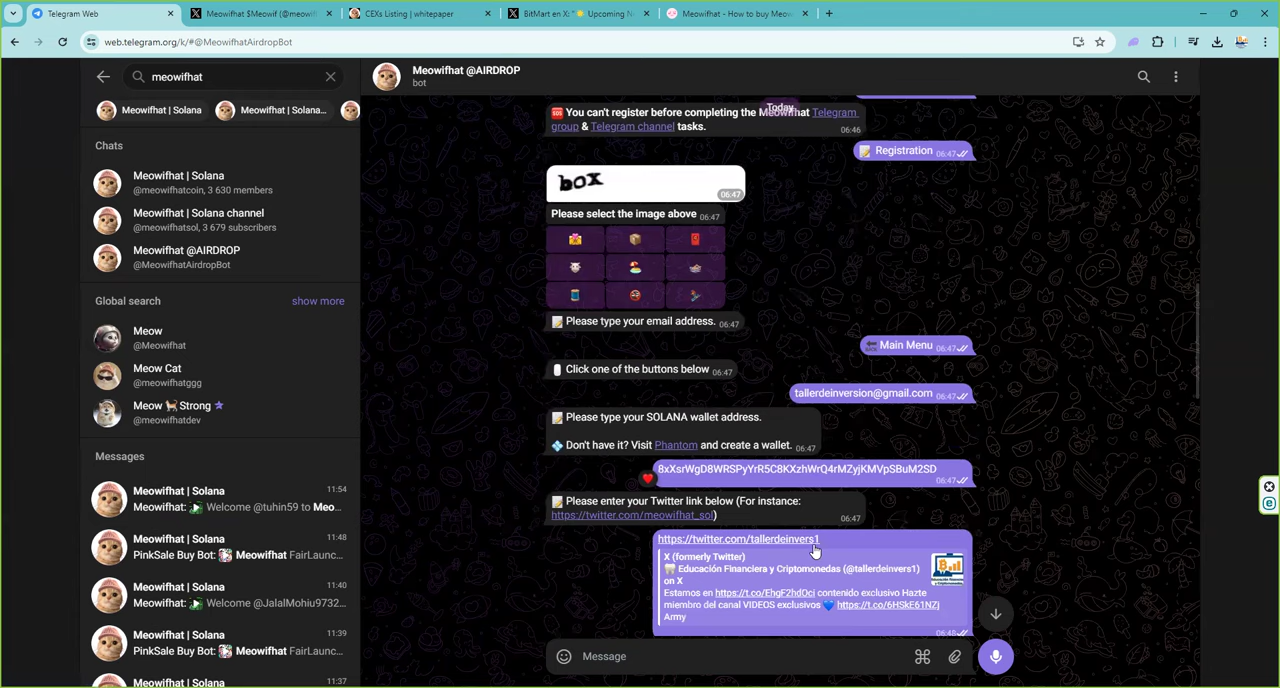 Telegram Web
Meowifhat $Meowif (@meowif
CEXs Listing | whitepaper
BitMart en X: "☀️ Upcoming N
Meowifhat - How to buy Meow
web.telegram.org/k/#@MeowifhatAirdropBot
meowifhat
Meowifhat | Solana
Meowifhat | Solana...
Chats
Meowifhat | Solana
@meowifhatcoin, 3 630 members
Meowifhat | Solana channel
@meowifhatsol, 3 679 subscribers
Meowifhat @AIRDROP
@MeowifhatAirdropBot
Global search
show more
Meow
@Meowifhat
Meow Cat
@meowifhatggg
Meow 🐈Strong
@meowifhatdev
Messages
Meowifhat | Solana 11:54
Meowifhat: Welcome @tuhin59 to Meo...
Meowifhat | Solana 11:48
PinkSale Buy Bot: Meowifhat FairLaunc...
Meowifhat | Solana 11:40
Meowifhat: Welcome @JalalMohiu9732...
Meowifhat | Solana 11:39
PinkSale Buy Bot: Meowifhat FairLaunc...
Meowifhat | Solana 11:37
Meowifhat @AIRDROP
bot
Today
🆘 You can't register before completing the Meowifhat Telegram
group & Telegram channel tasks. 06:46
📝 Registration 06:47
box
06:47
Please select the image above 06:47
📝 Please type your email address. 06:47
🔙 Main Menu 06:47
Click one of the buttons below 06:47
tallerdeinversion@gmail.com 06:47
📝 Please type your SOLANA wallet address.
💠 Don't have it? Visit Phantom and create a wallet. 06:47
8xXsrWgD8WRSPyYrR5C8KXzhWrQ4rMZyjKMVpSBuM2SD
06:47
📝 Please enter your Twitter link below (For instance:
https://twitter.com/meowifhat_sol) 06:47
https://twitter.com/tallerdeinvers1
X (formerly Twitter)
Educación Financiera y Criptomonedas (@tallerdeinvers1)
on X
Estamos en https://t.co/EhgF2hdOci contenido exclusivo Hazte
miembro del canal VIDEOS exclusivos 💙 https://t.co/6HSkE61NZj
Army
06:48
Message